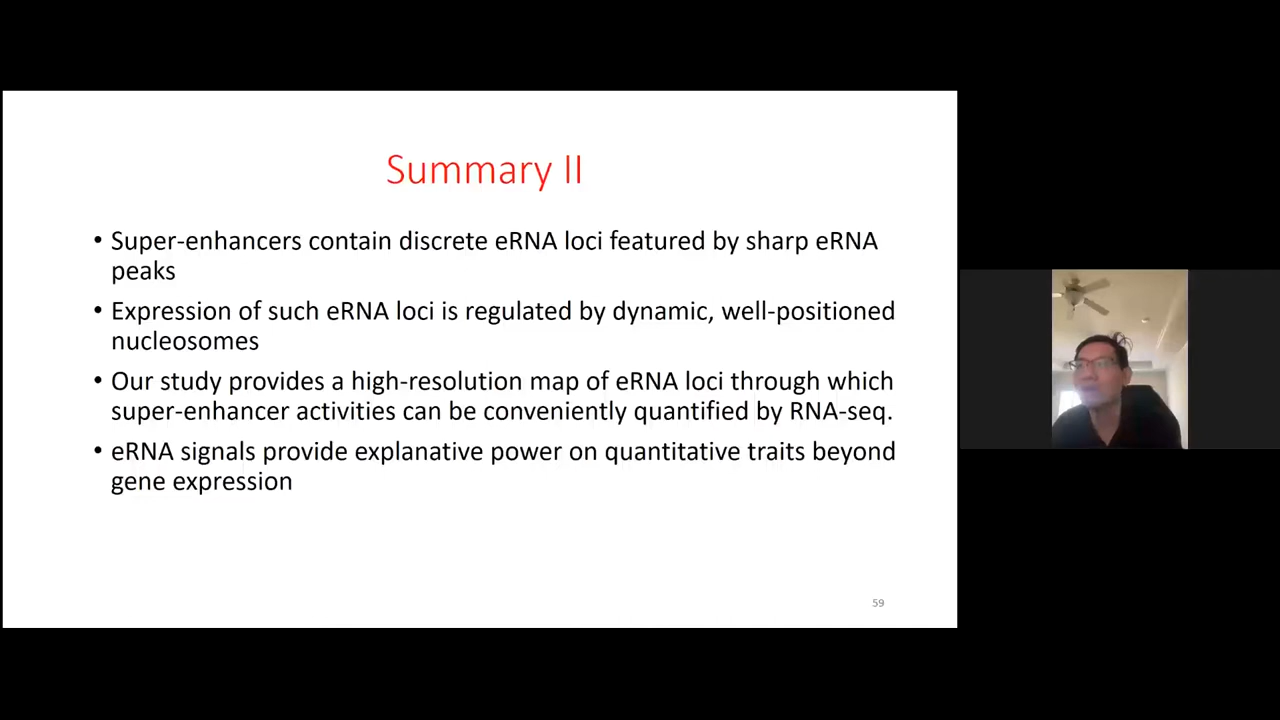 Summary II
• Super-enhancers contain discrete eRNA loci featured by sharp eRNA
peaks
• Expression of such eRNA loci is regulated by dynamic, well-positioned
nucleosomes
• Our study provides a high-resolution map of eRNA loci through which
super-enhancer activities can be conveniently quantified by RNA-seq.
• eRNA signals provide explanative power on quantitative traits beyond
gene expression
59